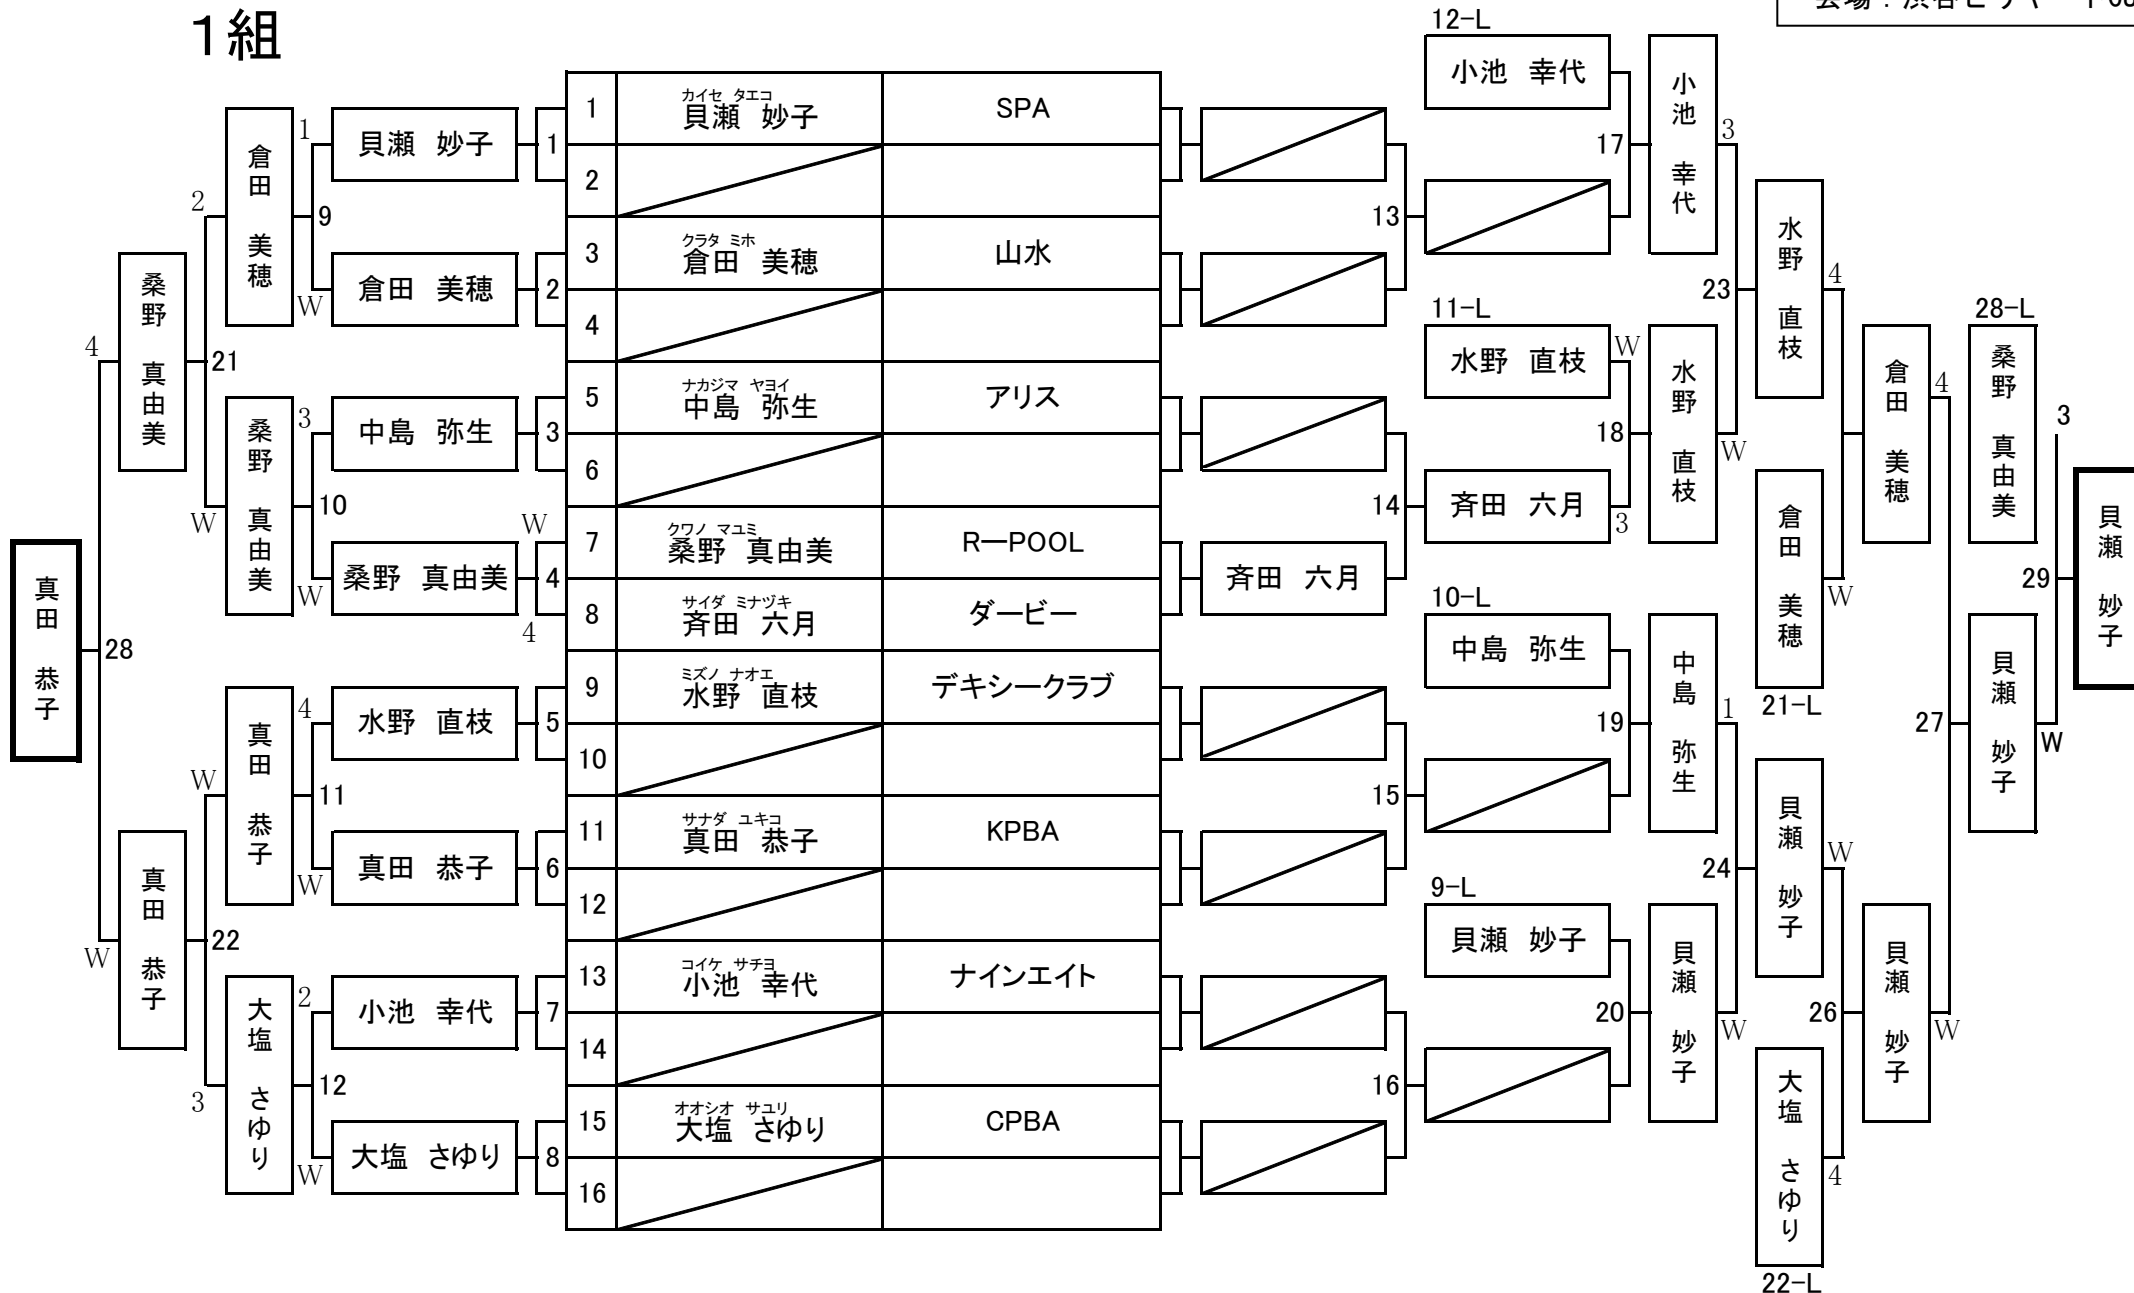 1組
1 カイセ タエコ 貝瀬 妙子 SPA
2
3 クラタ ミホ 倉田 美穂 山水
4
5 ナカジマ ヤヨイ 中島 弥生 アリス
6
7 クワノ マユミ 桑野 真由美 R－POOL
8 サイダ ミナヅキ 斉田 六月 ダービー
9 ミズノ ナオエ 水野 直枝 デキシークラブ
10
11 サナダ ユキコ 真田 恭子 KPBA
12
13 コイケ サチヨ 小池 幸代 ナインエイト
14
15 オオシオ サユリ 大塩 さゆり CPBA
16
貝瀬 妙子 1
倉田 美穂 2
中島 弥生 3
W
桑野 真由美 4
4
水野 直枝 5
真田 恭子 6
小池 幸代 7
大塩 さゆり 8
1
倉田 美穂 9
W
3
桑野 真由美 10
W
4
真田 恭子 11
W
2
大塩 さゆり 12
W
2
桑野 真由美 21
W
W
真田 恭子 22
3
4
真田 恭子 28
W
13
斉田 六月
14
15
16
12-L
小池 幸代
17
11-L
水野 直枝 W
18
斉田 六月 3
10-L
中島 弥生
19
9-L
貝瀬 妙子
20
小池 幸代 3
23
水野 直枝 W
中島 弥生 1
24
貝瀬 妙子 W
水野 直枝 4
倉田 美穂 W
21-L
貝瀬 妙子 W
26
大塩 さゆり 4
22-L
倉田 美穂 4
27
貝瀬 妙子 W
28-L
桑野 真由美 3
29
貝瀬 妙子 W
貝瀬 妙子